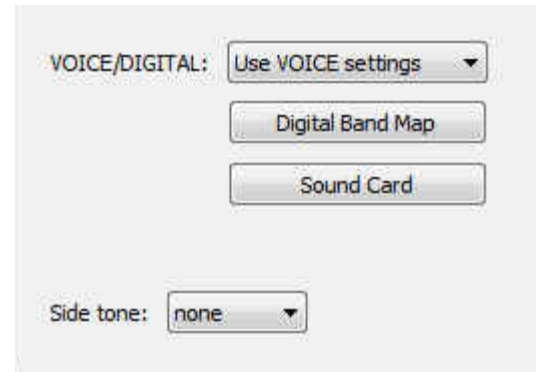 VOICE/DIGITAL: Use VOICE settings
Digital Band Map
Sound Card
Side tone: none